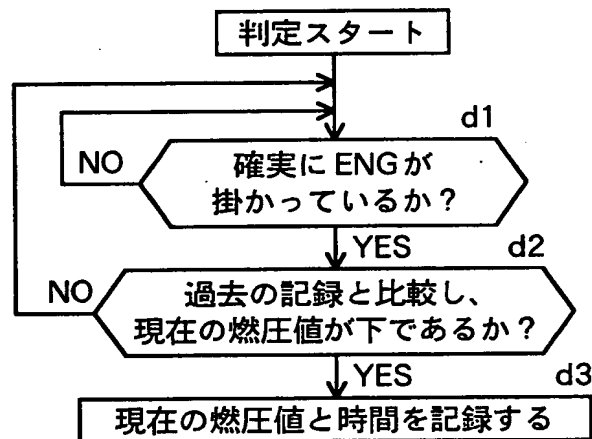 判定スタート
d1
NO
確実にENGが
掛かっているか？
YES
d2
NO
過去の記録と比較し、
現在の燃圧値が下であるか？
YES
d3
現在の燃圧値と時間を記録する